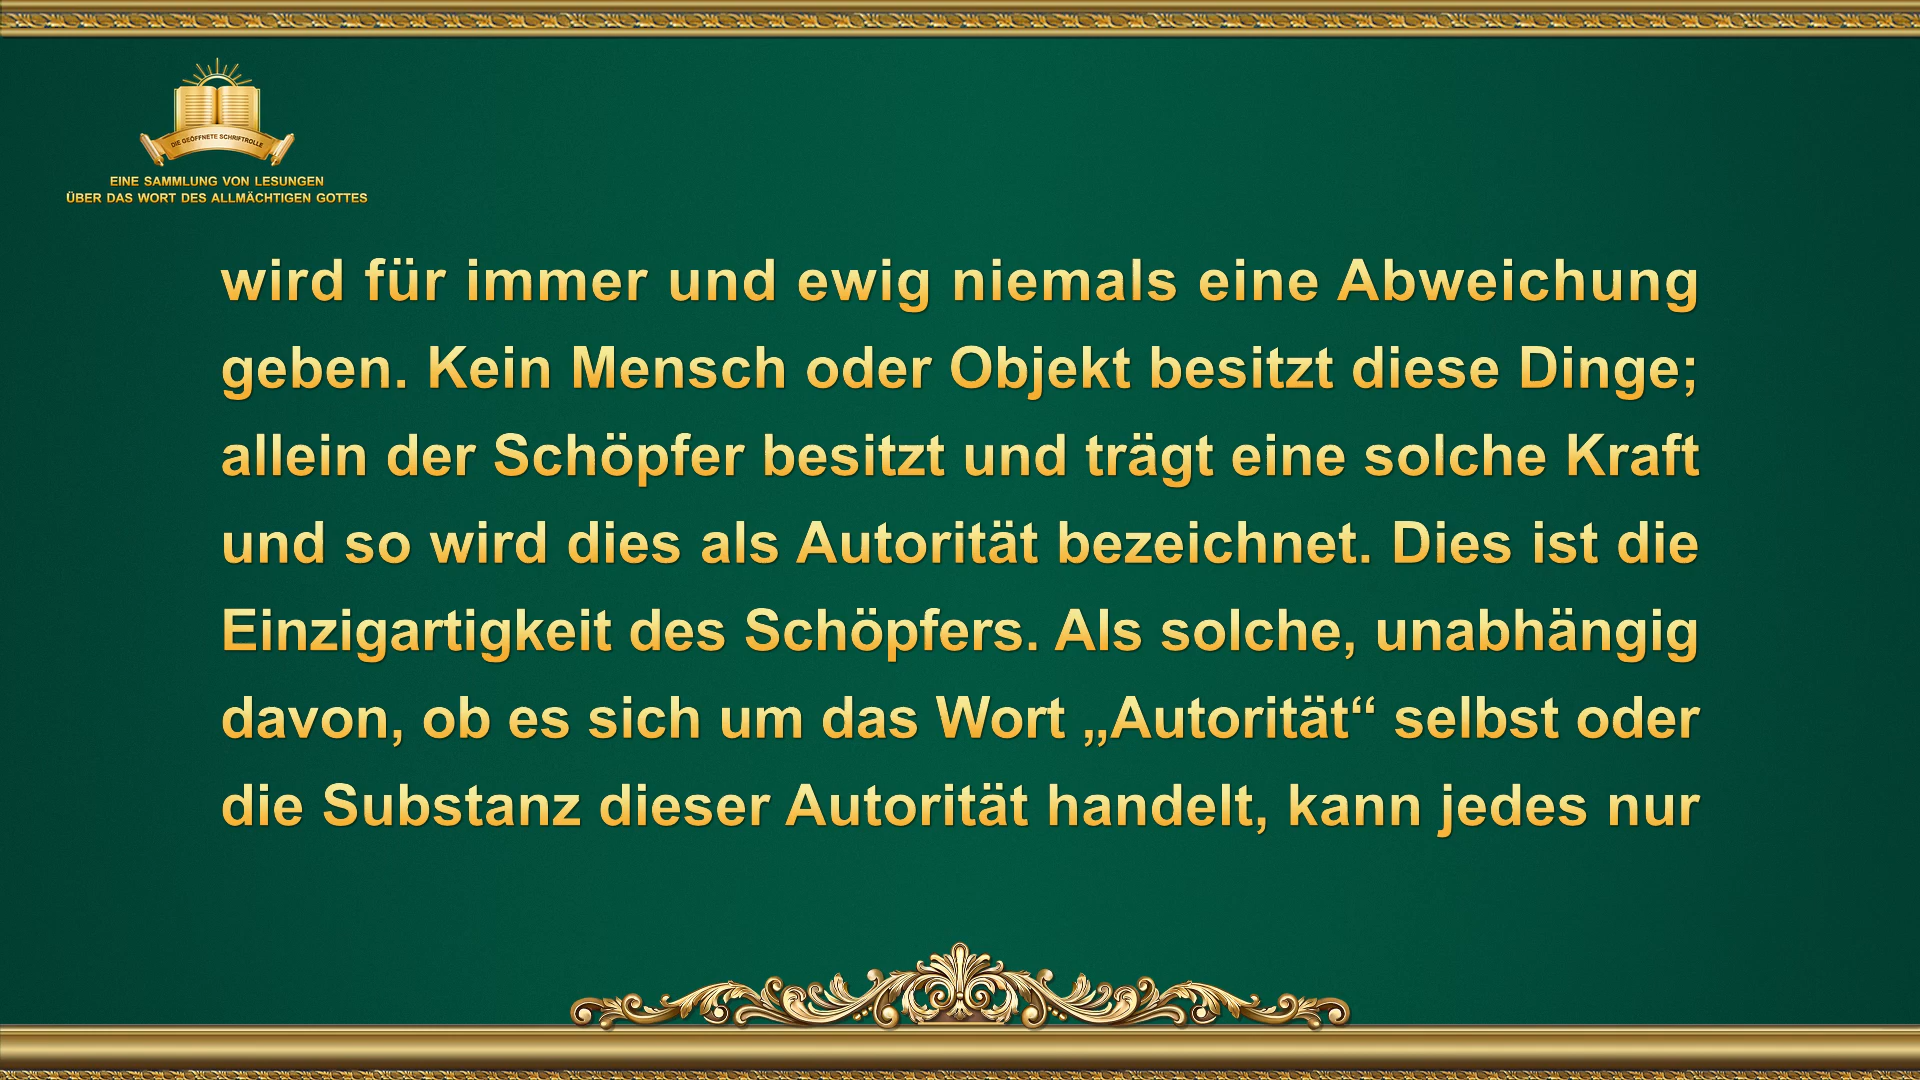 DIE GEÖFFNETE SCHRIFTROLLE
EINE SAMMLUNG VON LESUNGEN
ÜBER DAS WORT DES ALLMÄCHTIGEN GOTTES
wird für immer und ewig niemals eine Abweichung
geben. Kein Mensch oder Objekt besitzt diese Dinge;
allein der Schöpfer besitzt und trägt eine solche Kraft
und so wird dies als Autorität bezeichnet. Dies ist die
Einzigartigkeit des Schöpfers. Als solche, unabhängig
davon, ob es sich um das Wort „Autorität“ selbst oder
die Substanz dieser Autorität handelt, kann jedes nur